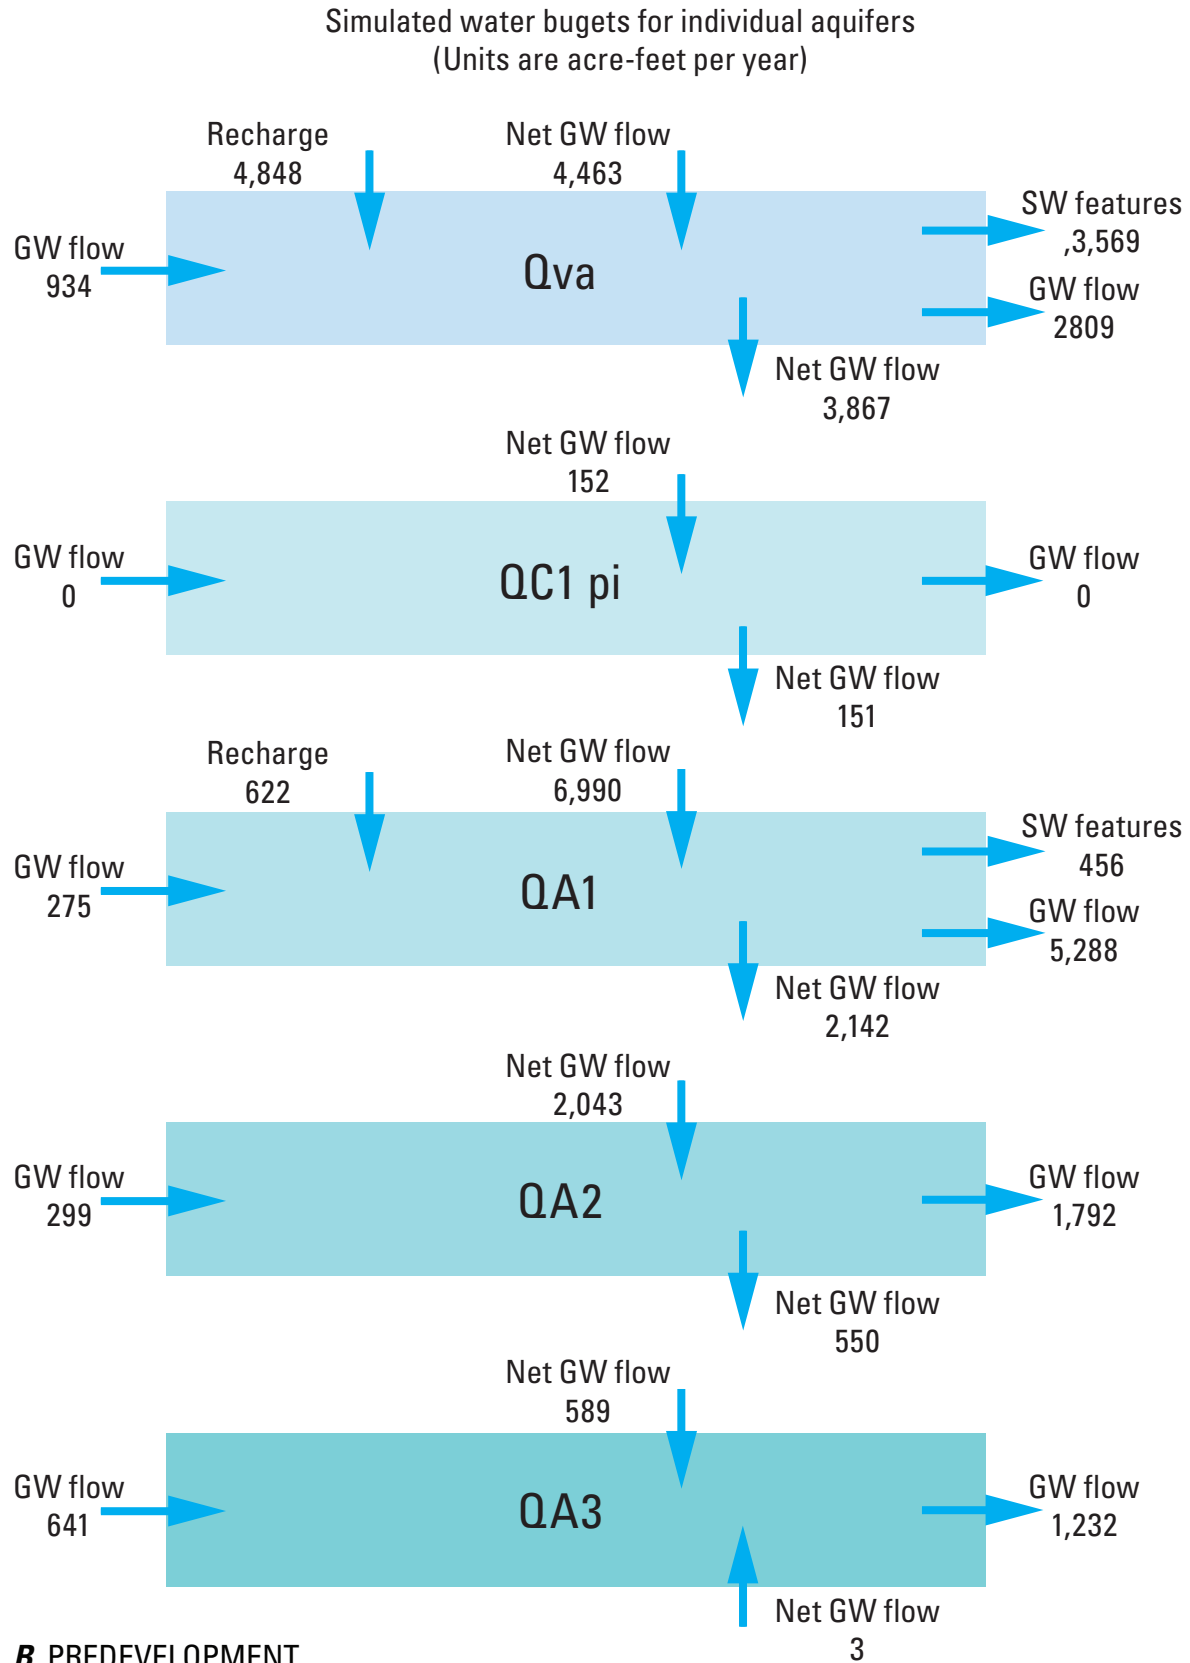 Simulated water bugets for individual aquifers
(Units are acre-feet per year)
Recharge
4,848
Net GW flow
4,463
GW flow
934
Qva
SW features
,3,569
GW flow
2809
Net GW flow
3,867
Net GW flow
152
GW flow
0
QC1 pi
GW flow
0
Net GW flow
151
Recharge
622
Net GW flow
6,990
GW flow
275
QA1
SW features
456
GW flow
5,288
Net GW flow
2,142
Net GW flow
2,043
GW flow
299
QA2
GW flow
1,792
Net GW flow
550
Net GW flow
589
GW flow
641
QA3
GW flow
1,232
Net GW flow
3
B PREDEVELOPMENT